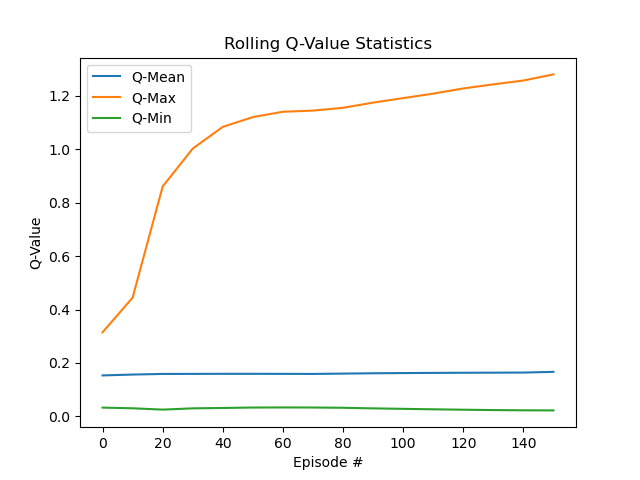 Rolling Q-Value Statistics
Q-Mean
Q-Max
Q-Min
1.2
1.0
0.8
0.6
0.4
0.2
0.0
Q-Value
0 20 40 60 80 100 120 140
Episode #